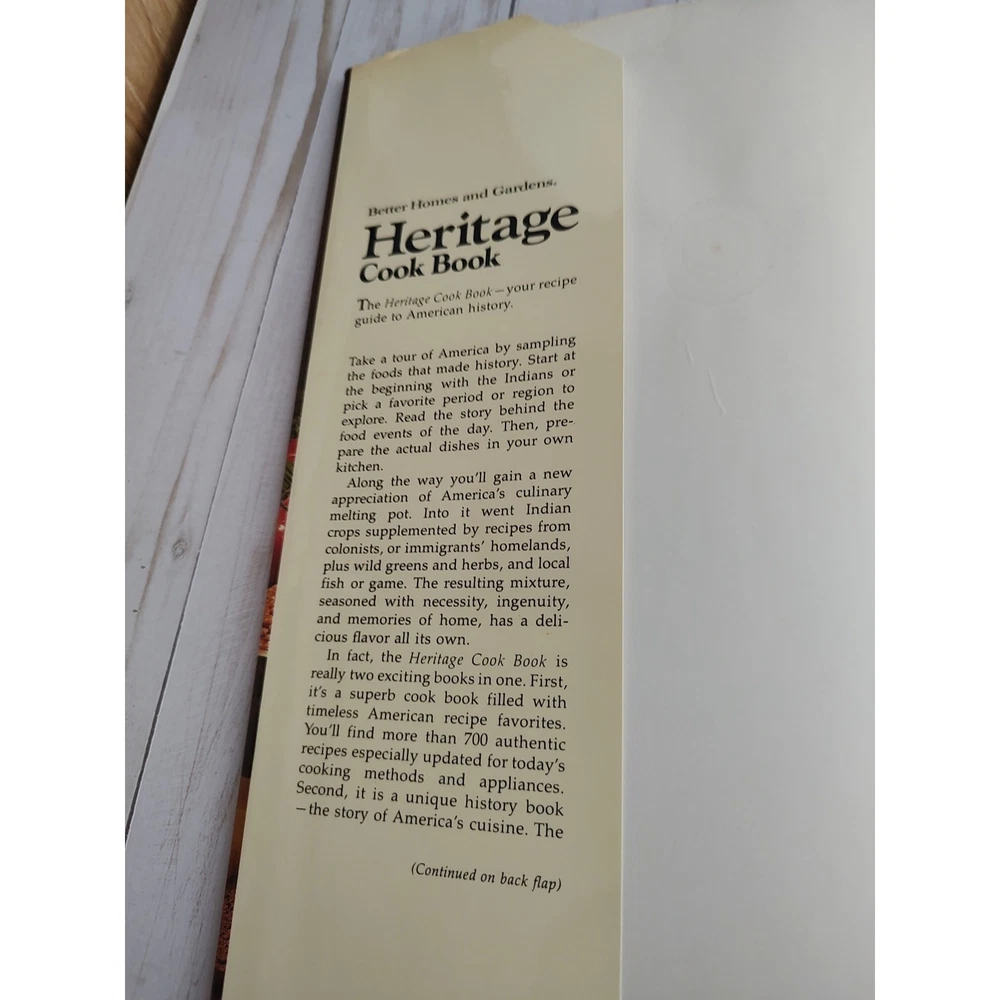 Better Homes and Gardens®
Heritage
Cook Book
The Heritage Cook Book—your recipe
guide to American history.
Take a tour of America by sampling
the foods that made history. Start at
the beginning with the Indians or
pick a favorite period or region to
explore. Read the story behind the
food events of the day. Then, pre-
pare the actual dishes in your own
kitchen.
Along the way you'll gain a new
appreciation of America's culinary
melting pot. Into it went Indian
crops supplemented by recipes from
colonists, or immigrants' homelands,
plus wild greens and herbs, and local
fish or game. The resulting mixture,
seasoned with necessity, ingenuity,
and memories of home, has a deli-
cious flavor all its own.
In fact, the Heritage Cook Book is
really two exciting books in one. First,
it's a superb cook book filled with
timeless American recipe favorites.
You'll find more than 700 authentic
recipes especially updated for today's
cooking methods and appliances.
Second, it is a unique history book
—the story of America's cuisine. The
(Continued on back flap)